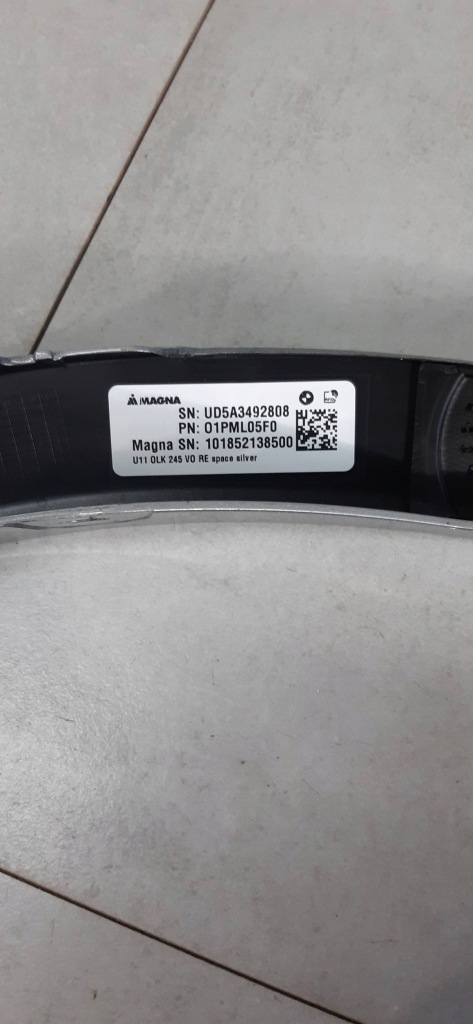 MAGNA
SN: UD5A3492808
PN: 01PML05F0
Magna SN: 101852138500
U11 OLK 245 VO RE space silver